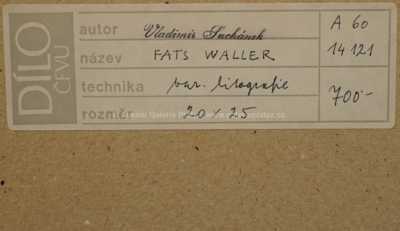 DÍLO
ČFVU
autor Vladimír Suchánek A 60
název FATS WALLER 14 121
technika bar. litografie 700.-
rozměr 20 x 25